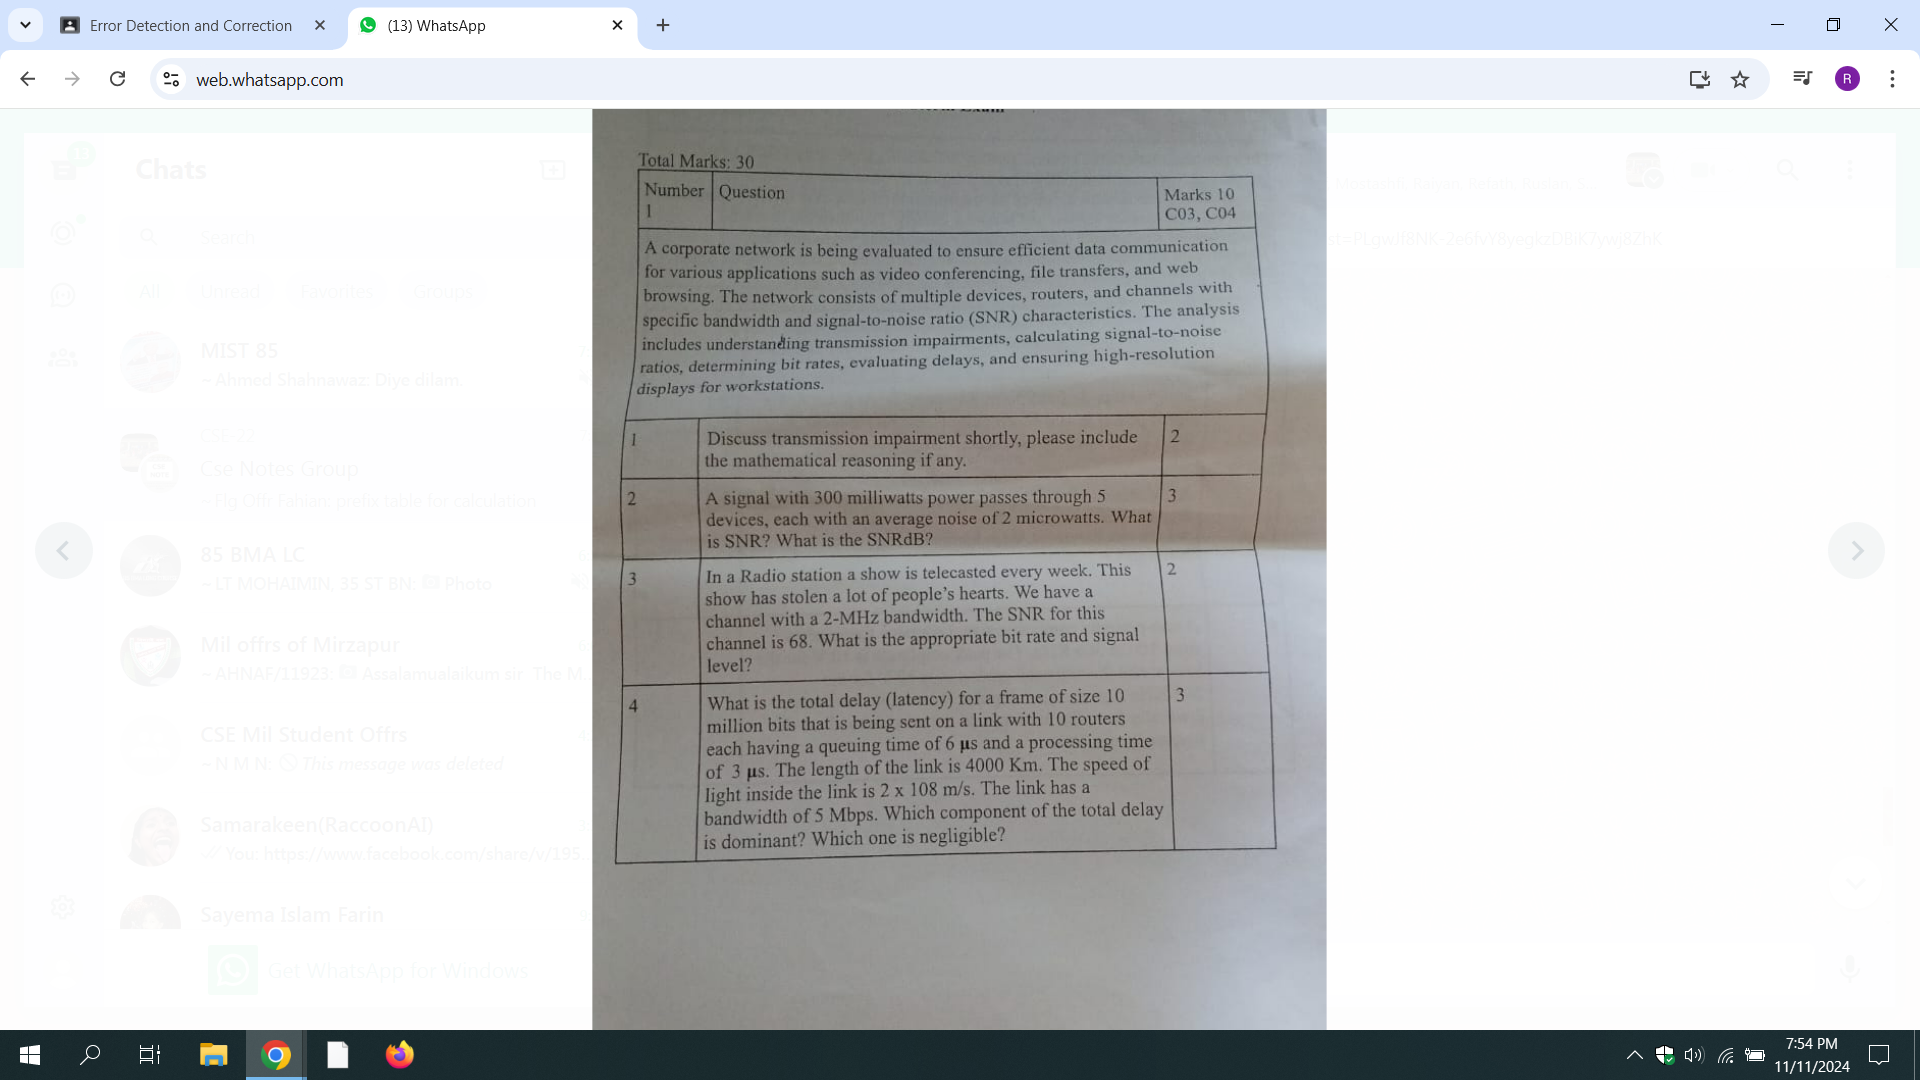 Error Detection and Correction
(13) WhatsApp
web.whatsapp.com
R
13
Chats
Search
All Unread Favorites Groups
MIST 85
~ Ahmed Shahnawaz: Diye dilam.
CSE-22
Cse Notes Group
~ Flg Offr Fanian: prefix table for calculation
85 BMA LC
~ LT MOHAIMIN, 35 ST BN: Photo
Mil offrs of Mirzapur
~ AHNAF/11923: Assalamualaikum sir The M...
CSE Mil Student Offrs
~ N M N: This message was deleted
Samarakeen(RaccoonAI)
You: https://www.facebook.com/share/v/195...
Sayema Islam Farin
Get WhatsApp for Windows
Total Marks: 30
Number Question Marks 10
1 C03, C04
A corporate network is being evaluated to ensure efficient data communication
for various applications such as video conferencing, file transfers, and web
browsing. The network consists of multiple devices, routers, and channels with
specific bandwidth and signal-to-noise ratio (SNR) characteristics. The analysis
includes understanding transmission impairments, calculating signal-to-noise
ratios, determining bit rates, evaluating delays, and ensuring high-resolution
displays for workstations.
1 Discuss transmission impairment shortly, please include 2
the mathematical reasoning if any.
2 A signal with 300 milliwatts power passes through 5 3
devices, each with an average noise of 2 microwatts. What
is SNR? What is the SNRdB?
3 In a Radio station a show is telecasted every week. This 2
show has stolen a lot of people's hearts. We have a
channel with a 2-MHz bandwidth. The SNR for this
channel is 68. What is the appropriate bit rate and signal
level?
4 What is the total delay (latency) for a frame of size 10 3
million bits that is being sent on a link with 10 routers
each having a queuing time of 6 µs and a processing time
of 3 µs. The length of the link is 4000 Km. The speed of
light inside the link is 2 x 108 m/s. The link has a
bandwidth of 5 Mbps. Which component of the total delay
is dominant? Which one is negligible?
7:54 PM
11/11/2024